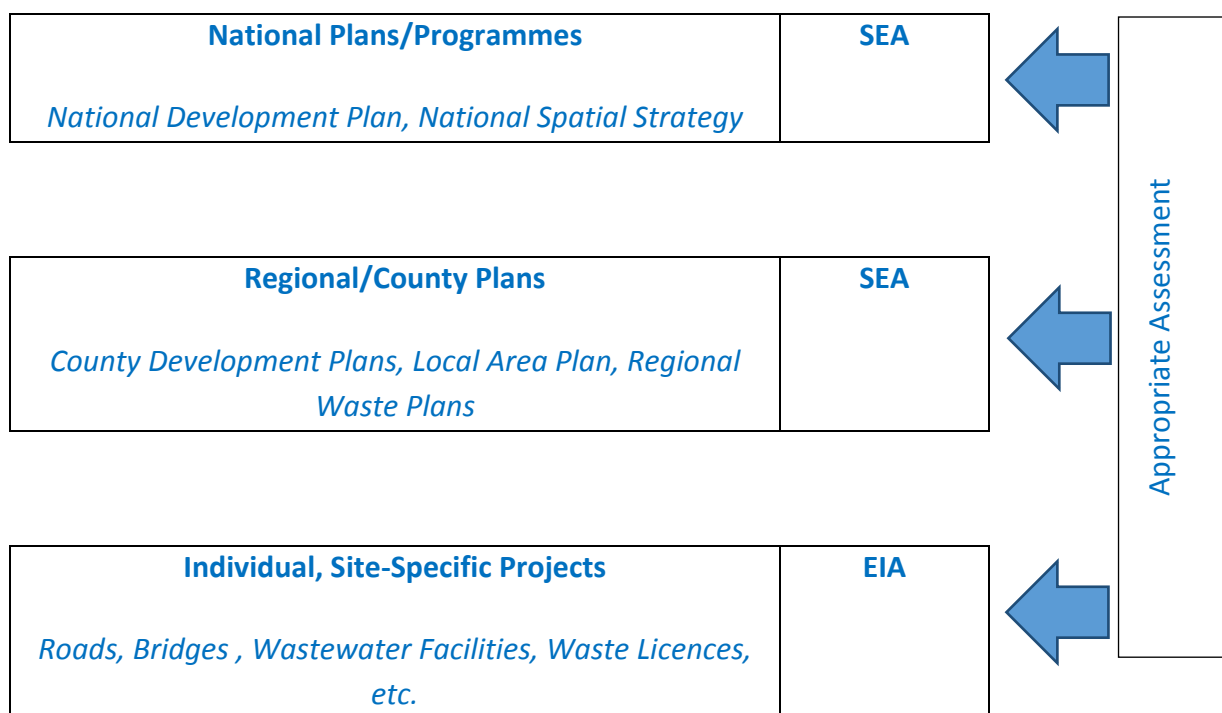 National Plans/Programmes
SEA
National Development Plan, National Spatial Strategy
Regional/County Plans
SEA
County Development Plans, Local Area Plan, Regional
Waste Plans
Individual, Site-Specific Projects
EIA
Roads, Bridges , Wastewater Facilities, Waste Licences,
etc.
Appropriate Assessment